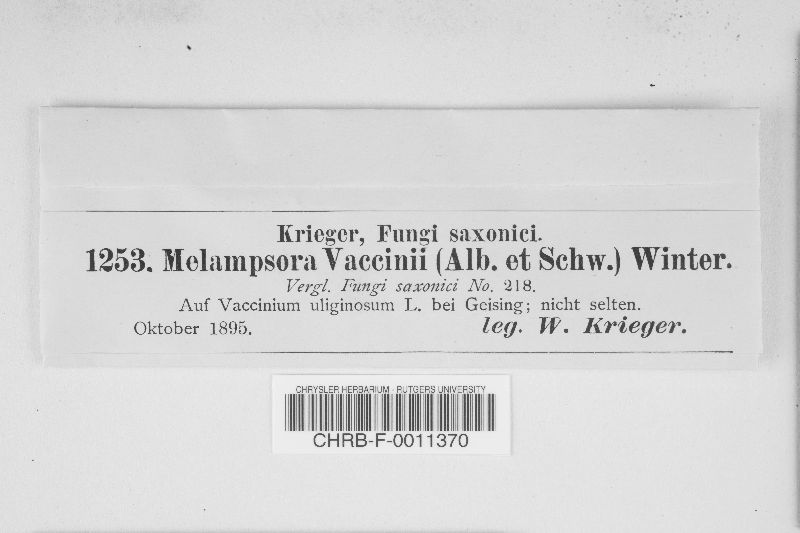 Krieger, Fungi saxonici.
1253. Melampsora Vaccinii (Alb. et Schw.) Winter.
Vergl. Fungi saxonici No. 218.
Auf Vaccinium uliginosum L. bei Geising; nicht selten.
Oktober 1895. leg. W. Krieger.
CHRYSLER HERBARIUM - RUTGERS UNIVERSITY
CHRB-F-0011370